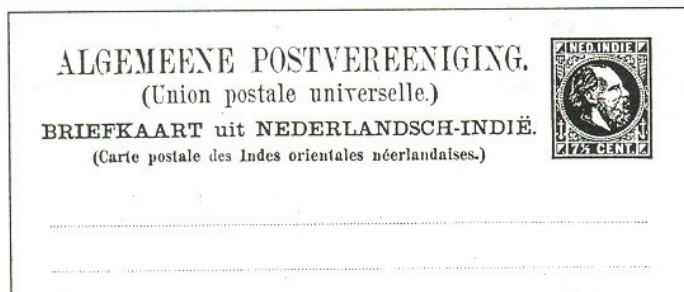 ALGEMEENE POSTVEREENIGING.
(Union postale universelle.)
BRIEFKAART uit NEDERLANDSCH-INDIË.
(Carte postale des Indes orientales néerlandaises.)
NED. INDIE
7½ CENT.